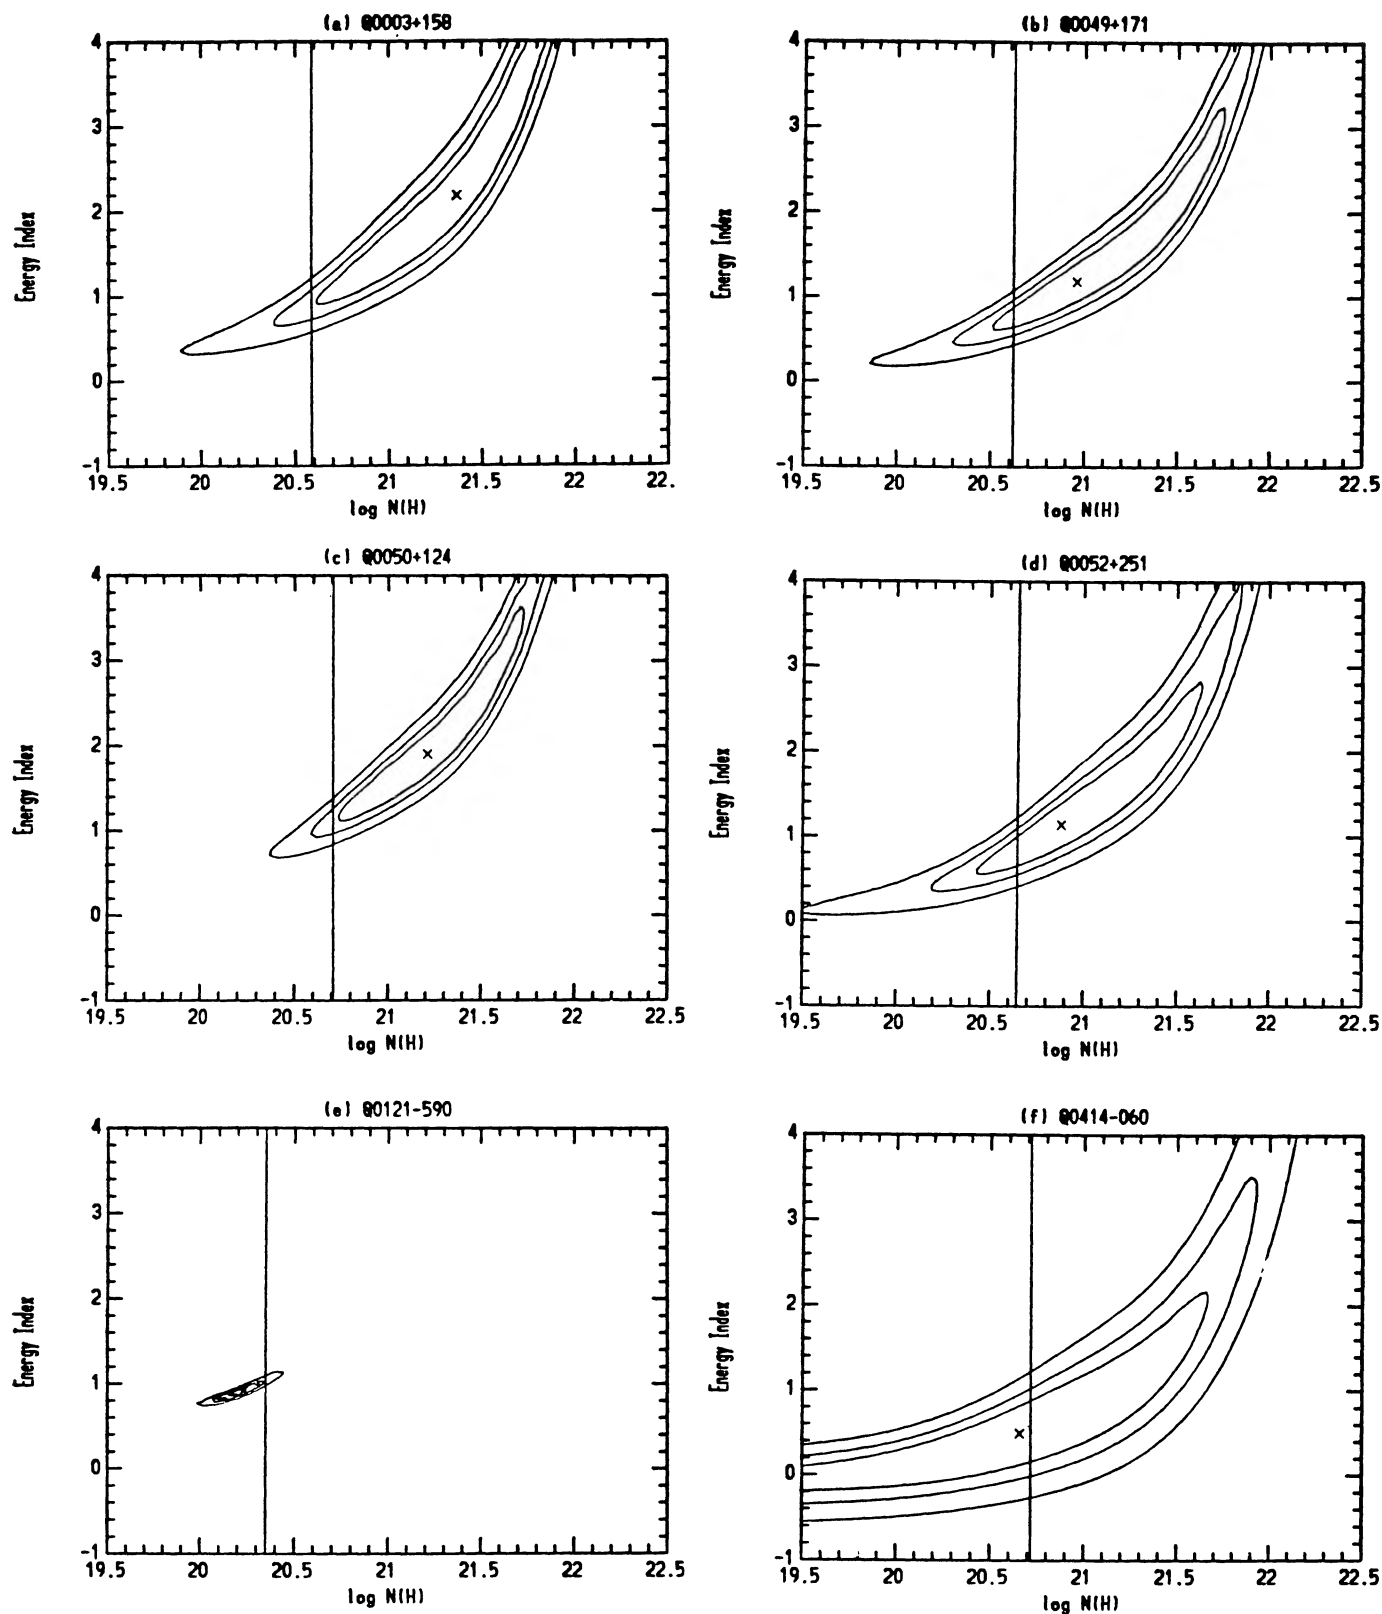 (a) Q0003+158
4
3
2
1
0
-1
Energy Index
19.5 20 20.5 21 21.5 22 22.
log N(H)
(b) Q0049+171
4
3
2
1
0
-1
Energy Index
19.5 20 20.5 21 21.5 22 22.5
log N(H)
(c) Q0050+124
4
3
2
1
0
-1
Energy Index
19.5 20 20.5 21 21.5 22 22.5
log N(H)
(d) Q0052+251
4
3
2
1
0
-1
Energy Index
19.5 20 20.5 21 21.5 22 22.5
log N(H)
(e) Q0121-590
4
3
2
1
0
-1
Energy Index
19.5 20 20.5 21 21.5 22 22.5
log N(H)
(f) Q0414-060
4
3
2
1
0
-1
Energy Index
19.5 20 20.5 21 21.5 22 22.5
log N(H)